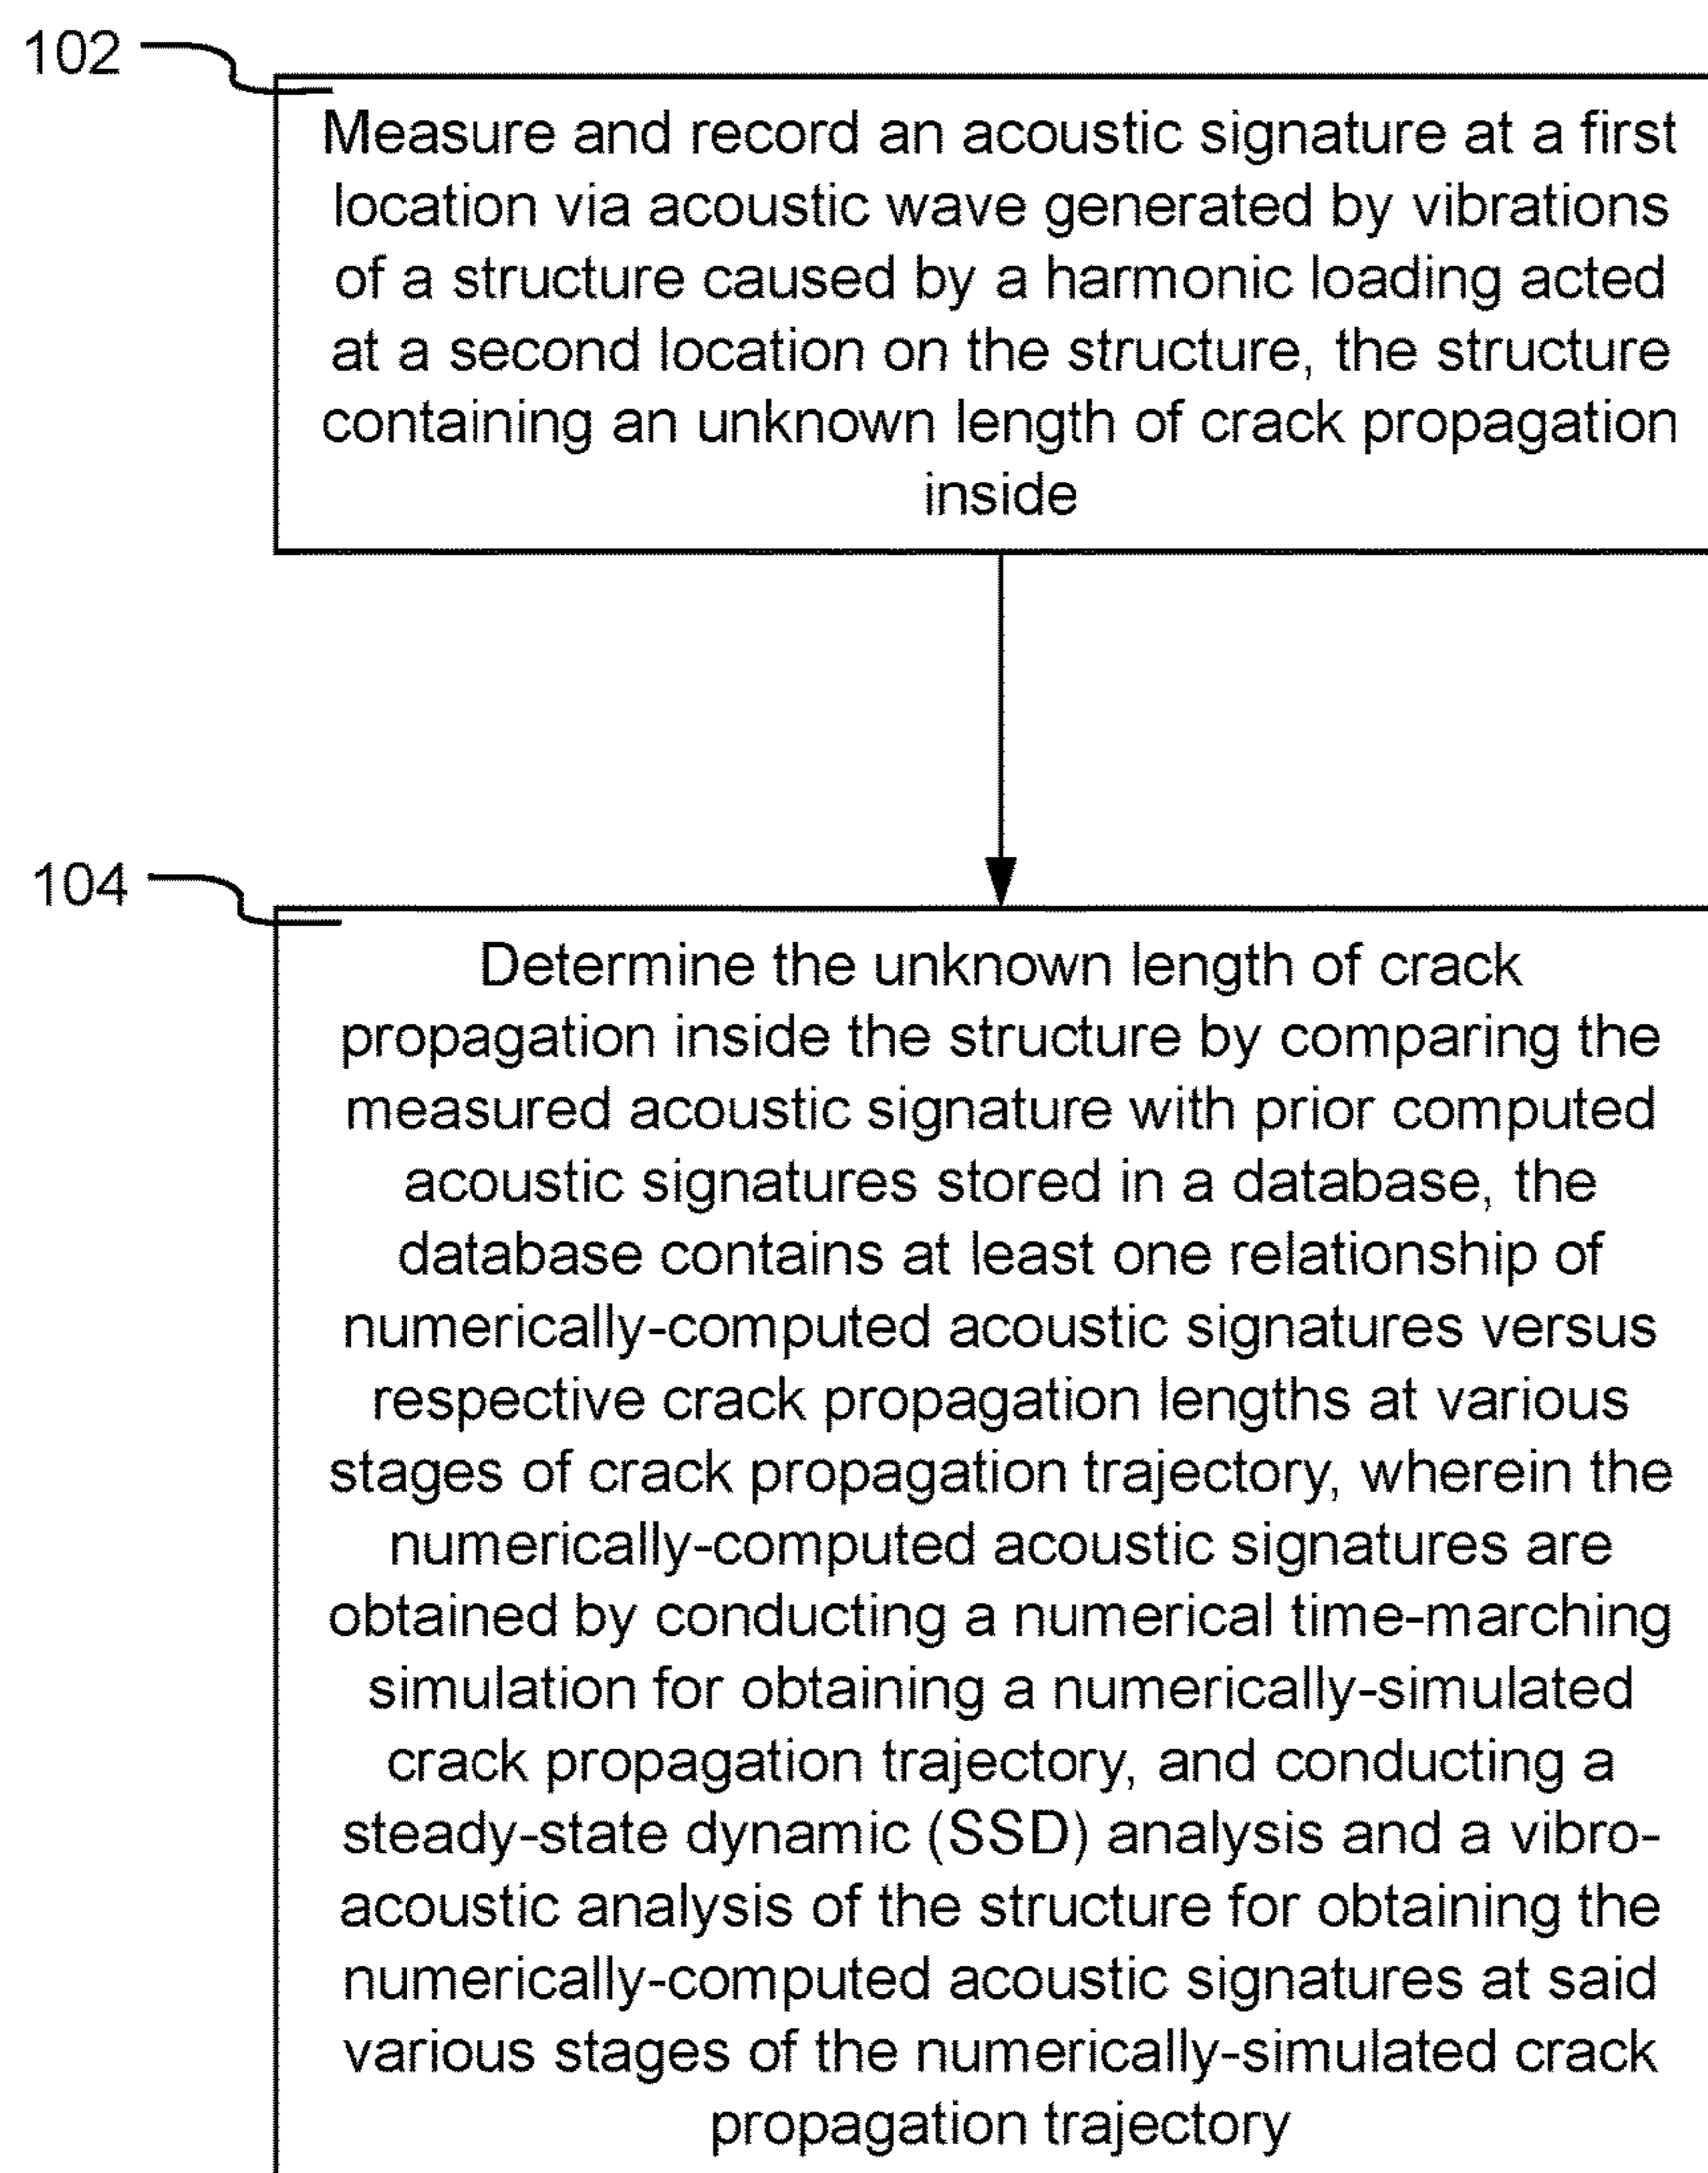 102
Measure and record an acoustic signature at a first
location via acoustic wave generated by vibrations
of a structure caused by a harmonic loading acted
at a second location on the structure, the structure
containing an unknown length of crack propagation
inside
104
Determine the unknown length of crack
propagation inside the structure by comparing the
measured acoustic signature with prior computed
acoustic signatures stored in a database, the
database contains at least one relationship of
numerically-computed acoustic signatures versus
respective crack propagation lengths at various
stages of crack propagation trajectory, wherein the
numerically-computed acoustic signatures are
obtained by conducting a numerical time-marching
simulation for obtaining a numerically-simulated
crack propagation trajectory, and conducting a
steady-state dynamic (SSD) analysis and a vibro-
acoustic analysis of the structure for obtaining the
numerically-computed acoustic signatures at said
various stages of the numerically-simulated crack
propagation trajectory